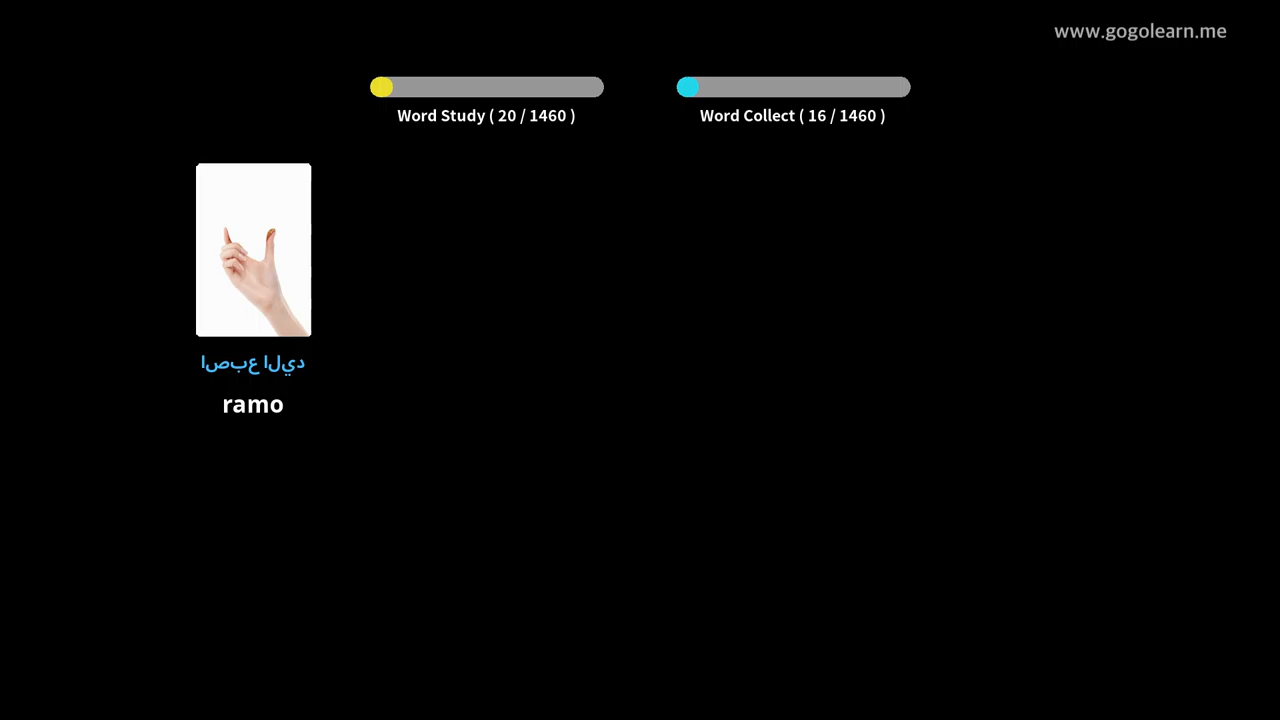 www.gogolearn.me
Word Study ( 20 / 1460 )
Word Collect ( 16 / 1460 )
اصبع اليد
ramo